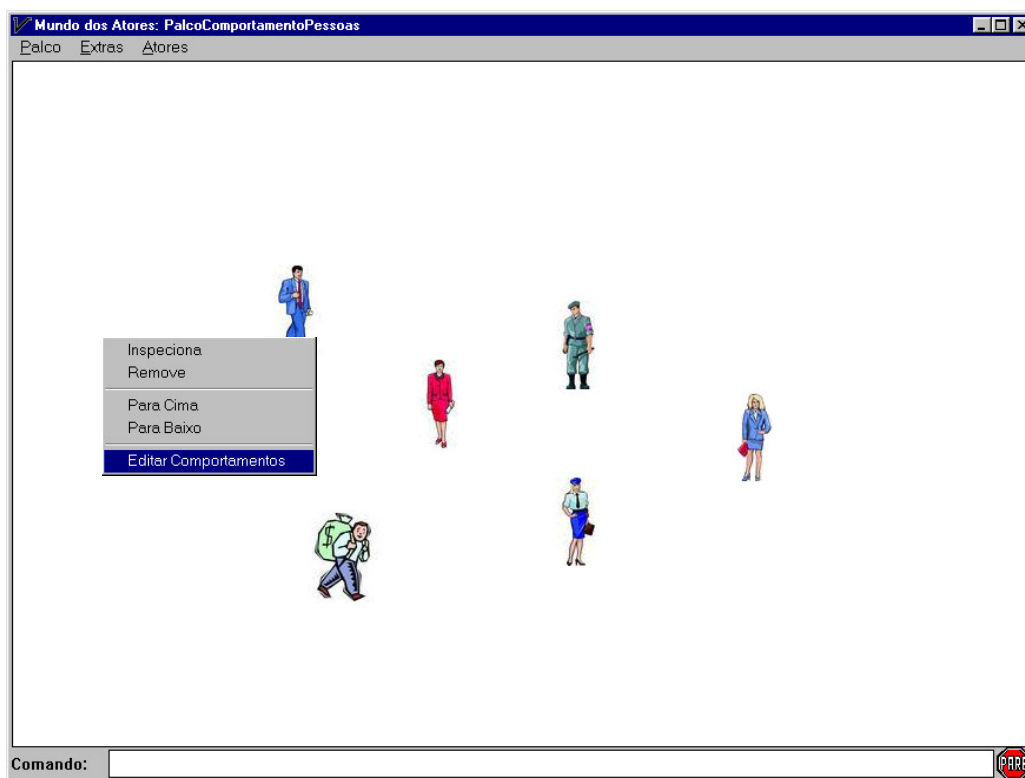 Mundo dos Atores: PalcoComportamentoPessoas
Palco Extras Atores
Inspeciona
Remove
Para Cima
Para Baixo
Editar Comportamentos
$
Comando:
PARE